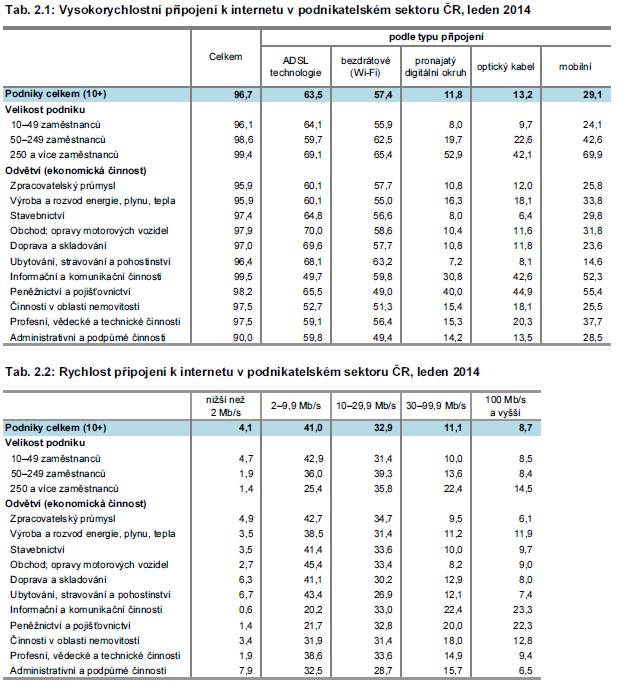 Tab. 2.1: Vysokorychlostní připojení k internetu v podnikatelském sektoru ČR, leden 2014
Celkem podle typu připojení
ADSL technologie bezdrátové (Wi-Fi) pronajatý digitální okruh optický kabel mobilní
Podniky celkem (10+) 96,7 63,5 57,4 11,8 13,2 29,1
Velikost podniku
10–49 zaměstnanců 96,1 64,1 55,9 8,0 9,7 24,1
50–249 zaměstnanců 98,6 59,7 62,5 19,7 22,6 42,6
250 a více zaměstnanců 99,4 69,1 65,4 52,9 42,1 69,9
Odvětví (ekonomická činnost)
Zpracovatelský průmysl 95,9 60,1 57,7 10,8 12,0 25,8
Výroba a rozvod energie, plynu, tepla 95,9 60,1 55,0 16,3 18,1 33,8
Stavebnictví 97,4 64,8 56,6 8,0 6,4 29,8
Obchod; opravy motorových vozidel 97,9 70,0 58,6 10,4 11,6 31,8
Doprava a skladování 97,0 69,6 57,7 10,8 11,8 23,6
Ubytování, stravování a pohostinství 96,4 68,1 63,2 7,2 8,1 14,6
Informační a komunikační činnosti 99,5 49,7 59,8 30,8 42,6 52,3
Peněžnictví a pojišťovnictví 98,2 65,5 49,0 40,0 44,9 55,4
Činnosti v oblasti nemovitostí 97,5 52,7 51,3 15,4 18,1 25,5
Profesní, vědecké a technické činnosti 97,5 59,1 56,4 15,3 20,3 37,7
Administrativní a podpůrné činnosti 90,0 59,8 49,4 14,2 13,5 28,5
Tab. 2.2: Rychlost připojení k internetu v podnikatelském sektoru ČR, leden 2014
nižší než 2 Mb/s 2–9,9 Mb/s 10–29,9 Mb/s 30–99,9 Mb/s 100 Mb/s a vyšší
Podniky celkem (10+) 4,1 41,0 32,9 11,1 8,7
Velikost podniku
10–49 zaměstnanců 4,7 42,9 31,4 10,0 8,5
50–249 zaměstnanců 1,9 36,0 39,3 13,6 8,4
250 a více zaměstnanců 1,4 25,4 35,8 22,4 14,5
Odvětví (ekonomická činnost)
Zpracovatelský průmysl 4,9 42,7 34,7 9,5 6,1
Výroba a rozvod energie, plynu, tepla 3,5 38,5 31,4 11,2 11,9
Stavebnictví 3,5 41,4 33,6 10,0 9,7
Obchod; opravy motorových vozidel 2,7 45,4 33,4 8,2 9,0
Doprava a skladování 6,3 41,1 30,2 12,9 8,0
Ubytování, stravování a pohostinství 6,7 43,4 26,9 12,1 7,4
Informační a komunikační činnosti 0,6 20,2 33,0 22,4 23,3
Peněžnictví a pojišťovnictví 1,4 21,7 32,8 20,0 22,3
Činnosti v oblasti nemovitostí 3,4 31,9 31,4 18,0 12,8
Profesní, vědecké a technické činnosti 1,9 38,6 33,6 14,9 9,4
Administrativní a podpůrné činnosti 7,9 32,5 28,7 15,7 6,5